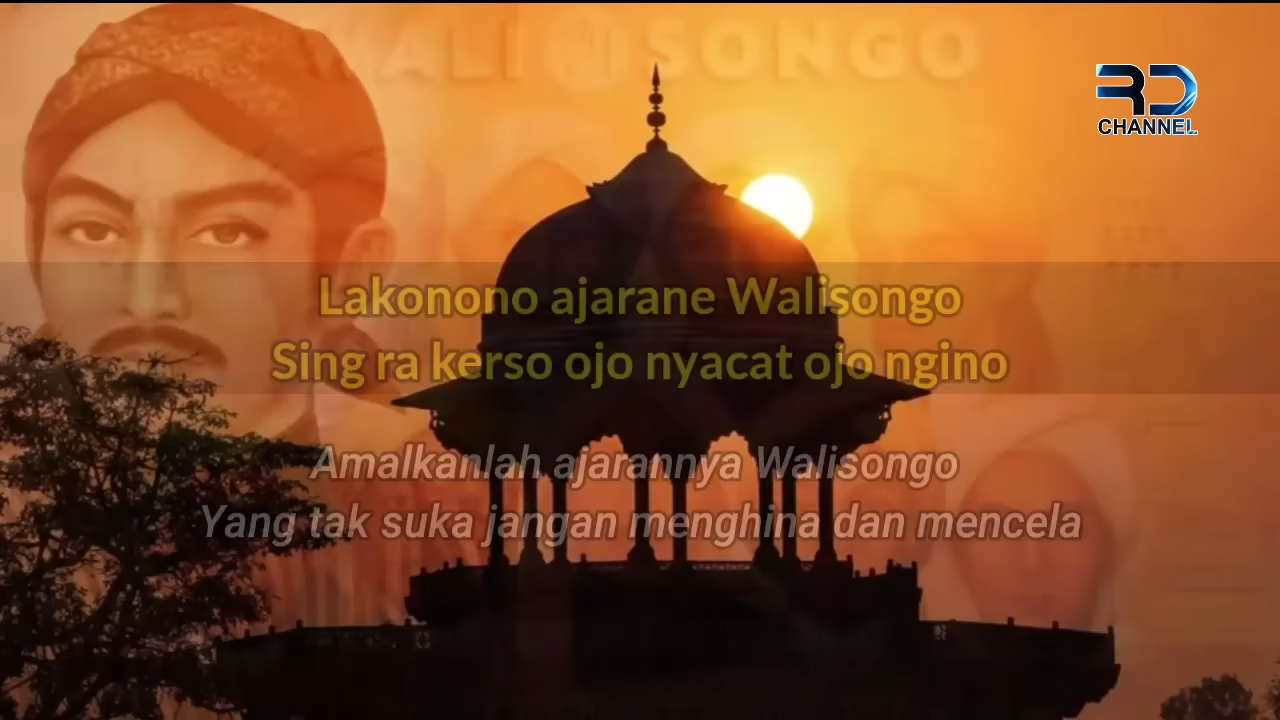 WALISONGO
RD
CHANNEL
Lakonono ajarane Walisongo
Sing ra kerso ojo nyacat ojo ngino
Amalkanlah ajarannya Walisongo
Yang tak suka jangan menghina dan mencela